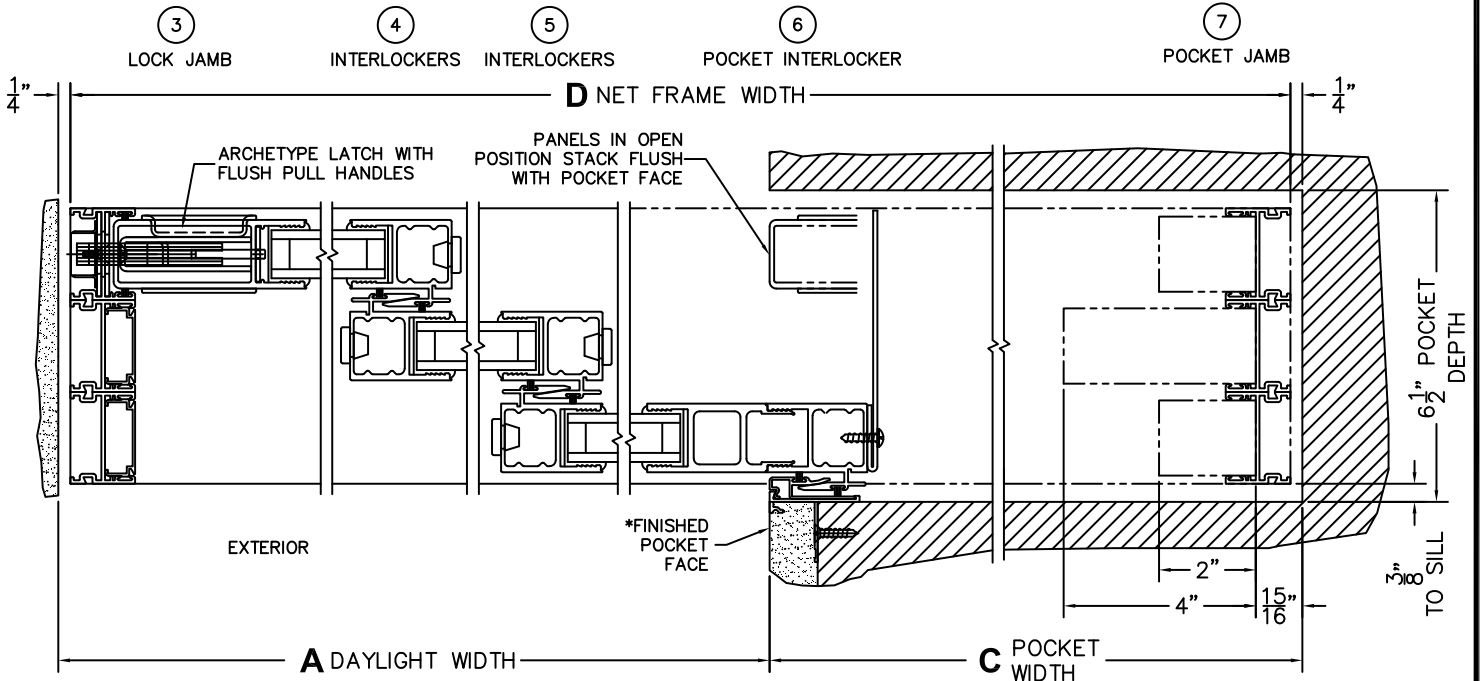 3
LOCK JAMB
4
INTERLOCKERS
5
INTERLOCKERS
6
POCKET INTERLOCKER
7
POCKET JAMB
1/4"
D NET FRAME WIDTH
1/4"
ARCHETYPE LATCH WITH
FLUSH PULL HANDLES
PANELS IN OPEN
POSITION STACK FLUSH
WITH POCKET FACE
6 1/2" POCKET
DEPTH
*FINISHED
POCKET
FACE
EXTERIOR
3/8"
TO SILL
2"
4"
15/16"
A DAYLIGHT WIDTH
C POCKET
WIDTH